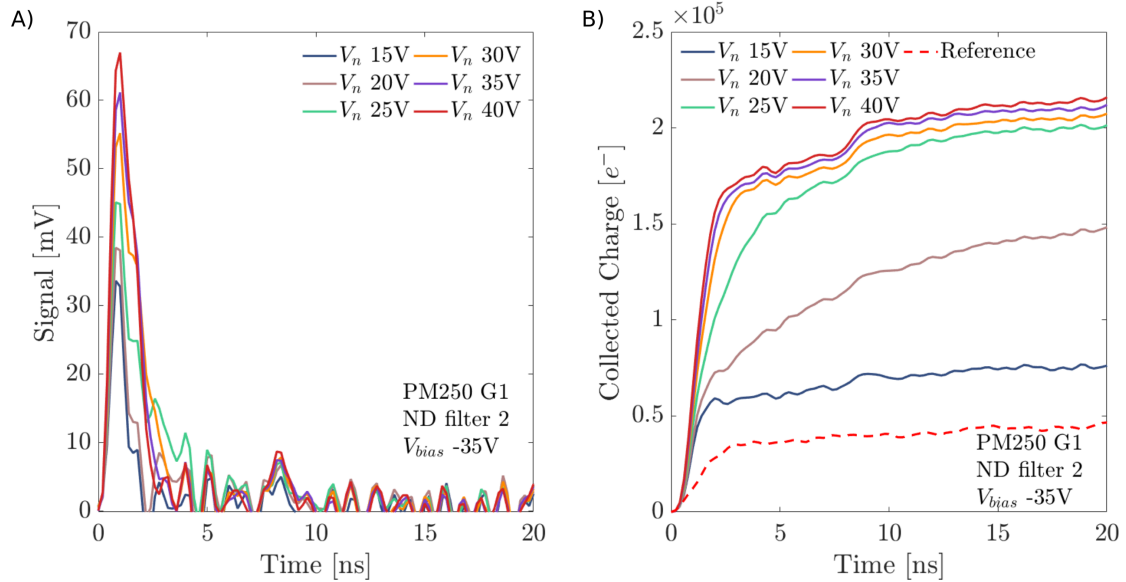 A)
70
60
50
40
30
20
10
0
Signal [mV]
V_n 15V V_n 30V
V_n 20V V_n 35V
V_n 25V V_n 40V
PM250 G1
ND filter 2
V_bias -35V
0 5 10 15 20
Time [ns]
B)
×10^5
2.5
2
1.5
1
0.5
0
Collected Charge [e^−]
V_n 15V V_n 30V Reference
V_n 20V V_n 35V
V_n 25V V_n 40V
PM250 G1
ND filter 2
V_bias -35V
0 5 10 15 20
Time [ns]